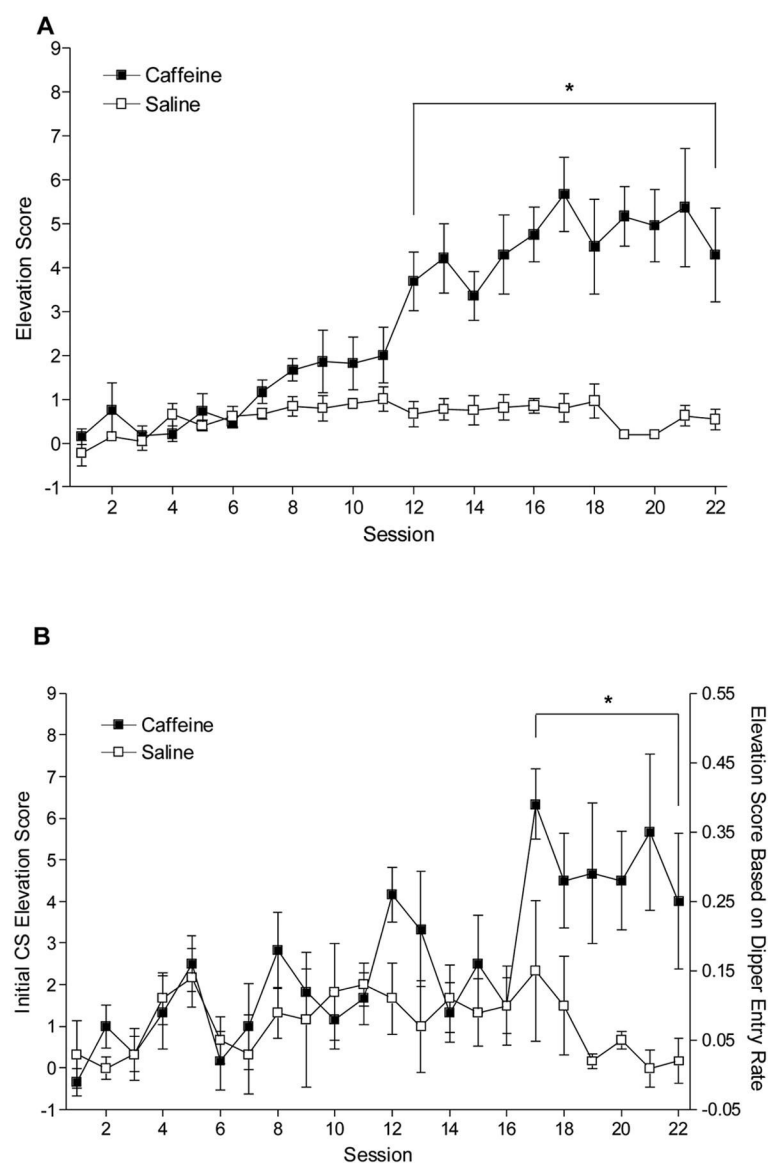 A
9
8
7
6
5
4
3
2
1
0
-1
Elevation Score
Caffeine
Saline
*
2 4 6 8 10 12 14 16 18 20 22
Session
B
9
8
7
6
5
4
3
2
1
0
-1
Initial CS Elevation Score
Caffeine
Saline
*
0.55
0.45
0.35
0.25
0.15
0.05
-0.05
Elevation Score Based on Dipper Entry Rate
2 4 6 8 10 12 14 16 18 20 22
Session